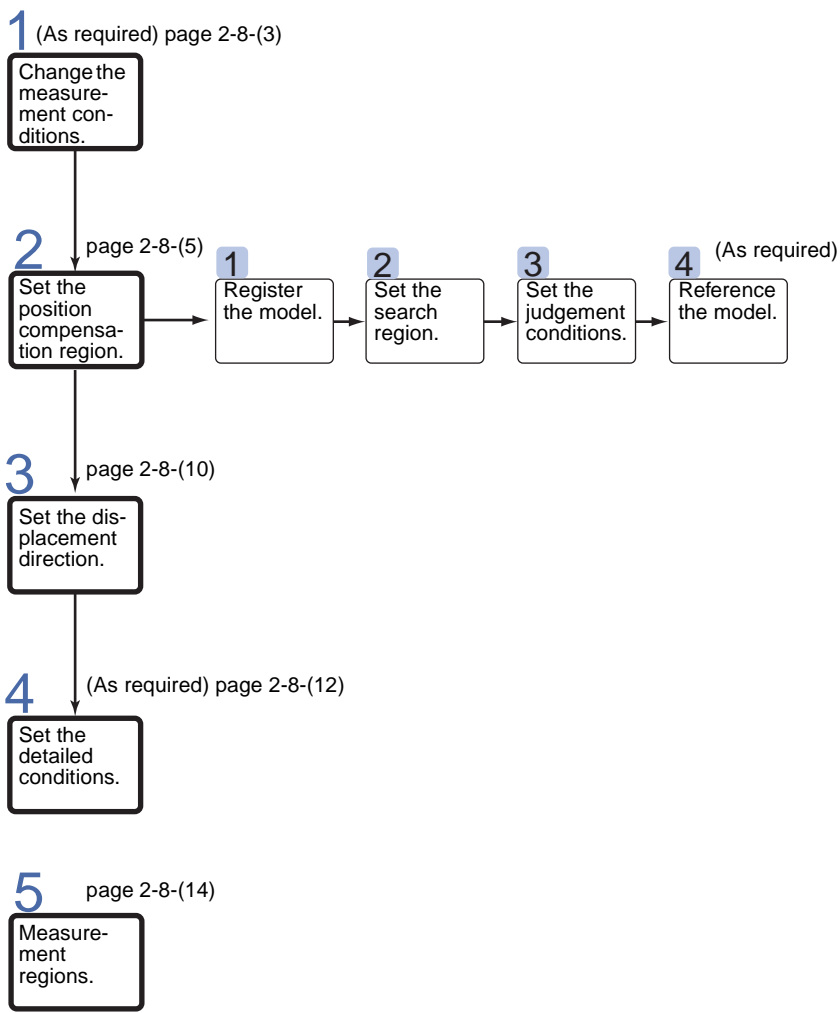 1 (As required) page 2-8-(3)
Change the
measure-
ment con-
ditions.
2 page 2-8-(5)
Set the
position
compensa-
tion region.
1
Register
the model.
2
Set the
search
region.
3
Set the
judgement
conditions.
4 (As required)
Reference
the model.
3 page 2-8-(10)
Set the dis-
placement
direction.
4 (As required) page 2-8-(12)
Set the
detailed
conditions.
5 page 2-8-(14)
Measure-
ment
regions.